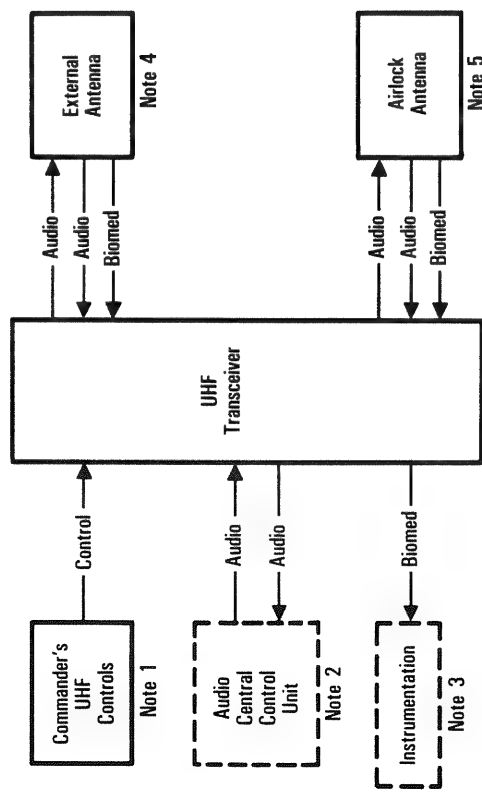 Commander's
UHF
Controls
Note 1
Control
Audio
Central
Control
Unit
Note 2
Audio
Audio
Instrumentation
Note 3
Biomed
UHF
Transceiver
Audio
Audio
Biomed
External
Antenna
Note 4
Audio
Audio
Biomed
Airlock
Antenna
Note 5